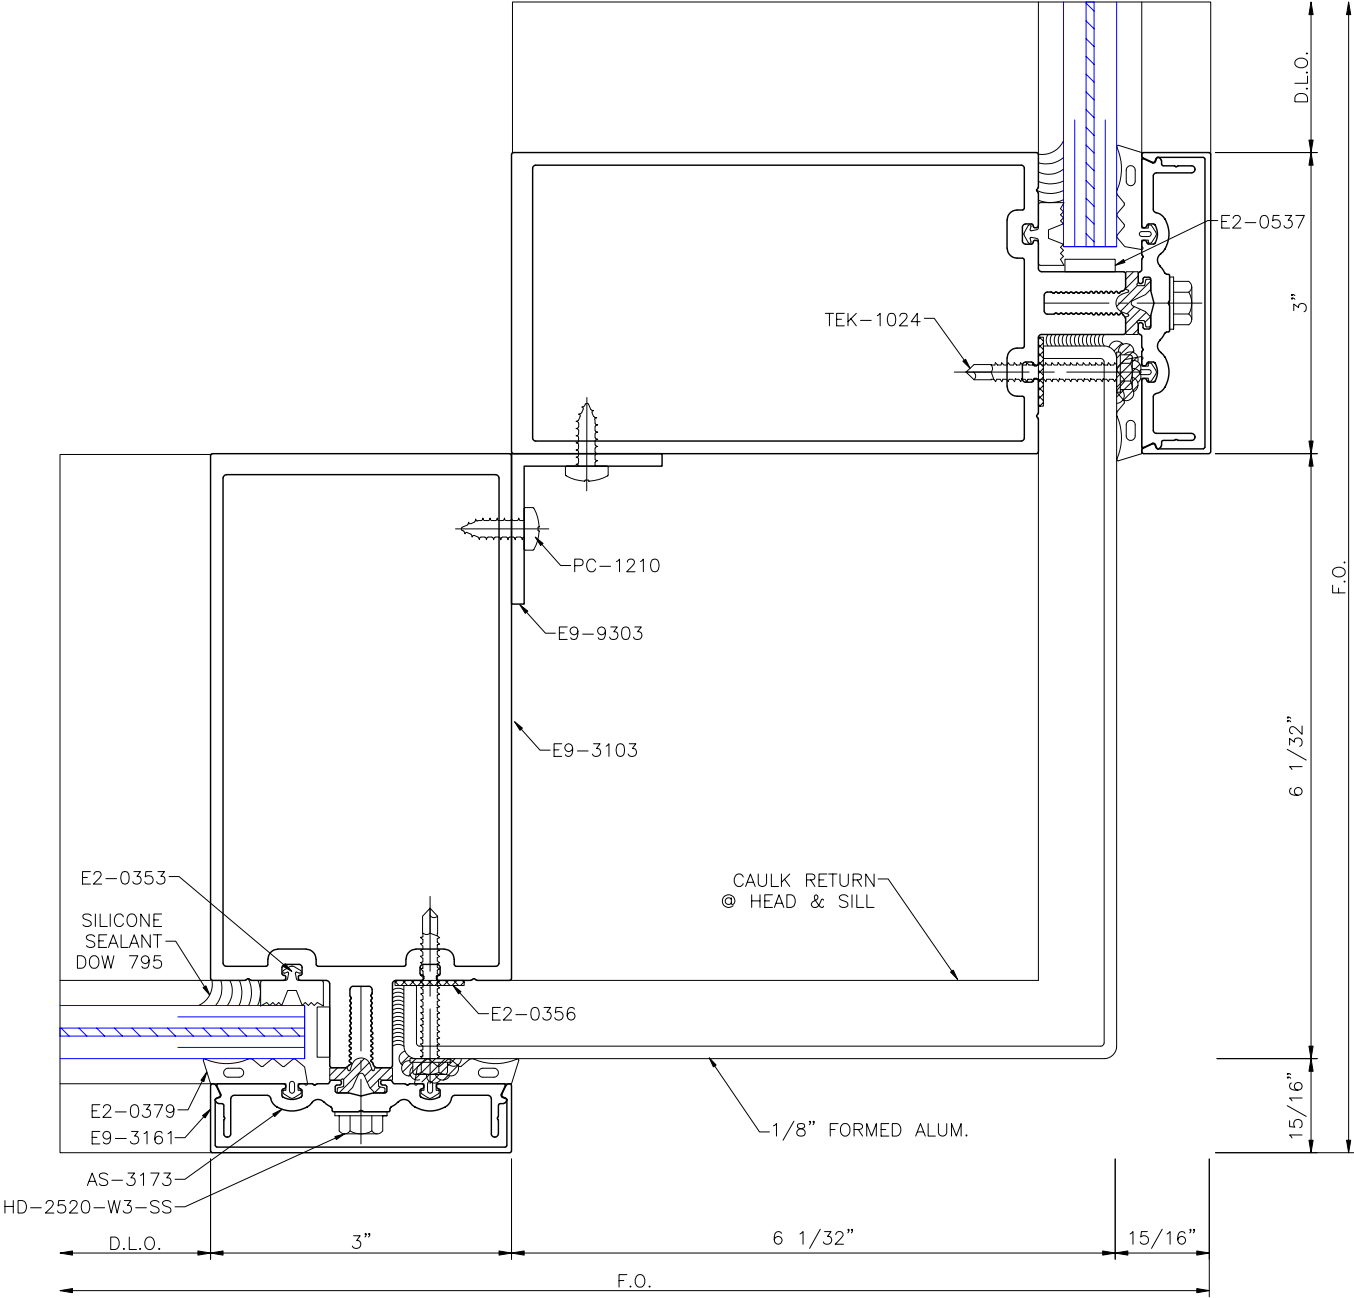 D.L.O.
E2-0537
3"
TEK-1024
PC-1210
F.O.
E9-9303
E9-3103
6 1/32"
E2-0353
CAULK RETURN
@ HEAD & SILL
SILICONE
SEALANT
DOW 795
E2-0356
E2-0379
15/16"
E9-3161
1/8" FORMED ALUM.
AS-3173
HD-2520-W3-SS
D.L.O.
3"
6 1/32"
15/16"
F.O.